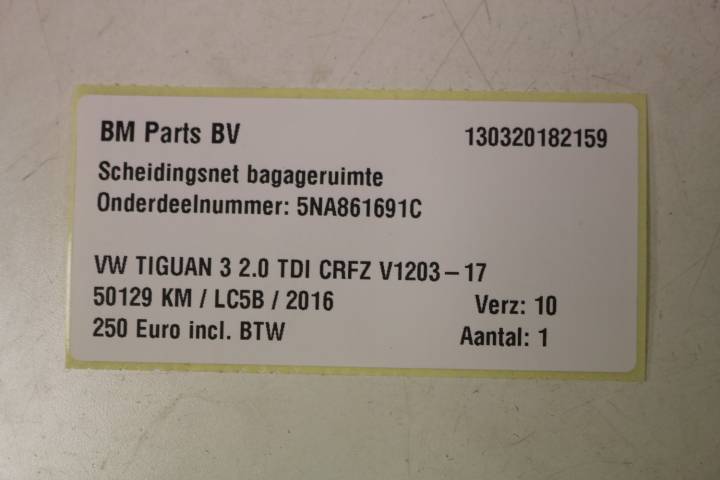 BM Parts BV 130320182159
Scheidingsnet bagageruimte
Onderdeelnummer: 5NA861691C
VW TIGUAN 3 2.0 TDI CRFZ V1203-17
50129 KM / LC5B / 2016 Verz: 10
250 Euro incl. BTW Aantal: 1